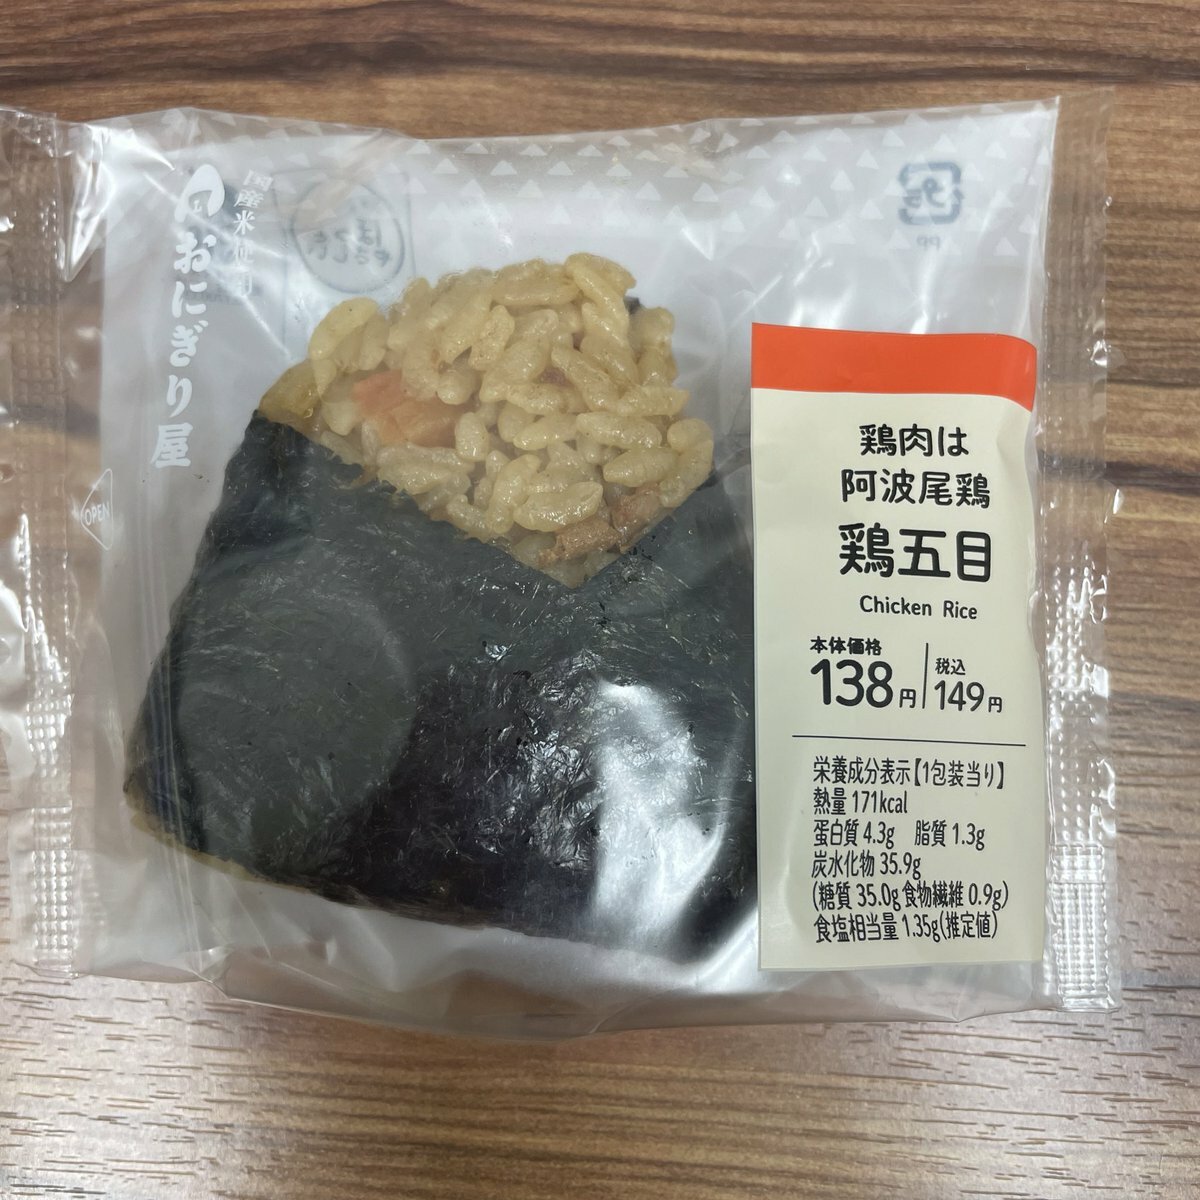 国産米使用
おにぎり屋
OPEN
PP
鶏肉は
阿波尾鶏
鶏五目
Chicken Rice
本体価格
138円
税込
149円
栄養成分表示【1包装当り】
熱量 171kcal
蛋白質 4.3g 脂質 1.3g
炭水化物 35.9g
(糖質 35.0g 食物繊維 0.9g)
食塩相当量 1.35g(推定値)